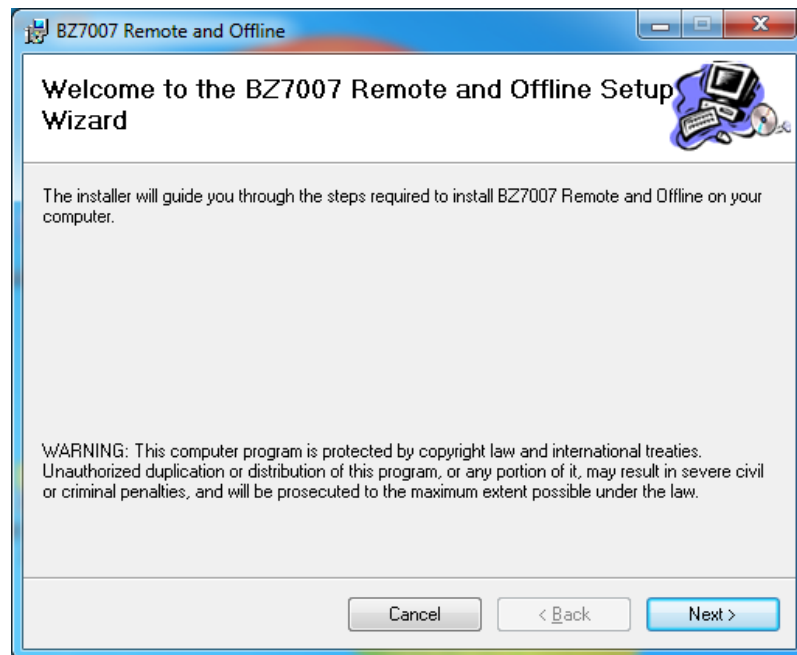 BZ7007 Remote and Offline
Welcome to the BZ7007 Remote and Offline Setup
Wizard
The installer will guide you through the steps required to install BZ7007 Remote and Offline on your
computer.
WARNING: This computer program is protected by copyright law and international treaties.
Unauthorized duplication or distribution of this program, or any portion of it, may result in severe civil
or criminal penalties, and will be prosecuted to the maximum extent possible under the law.
Cancel < Back Next >